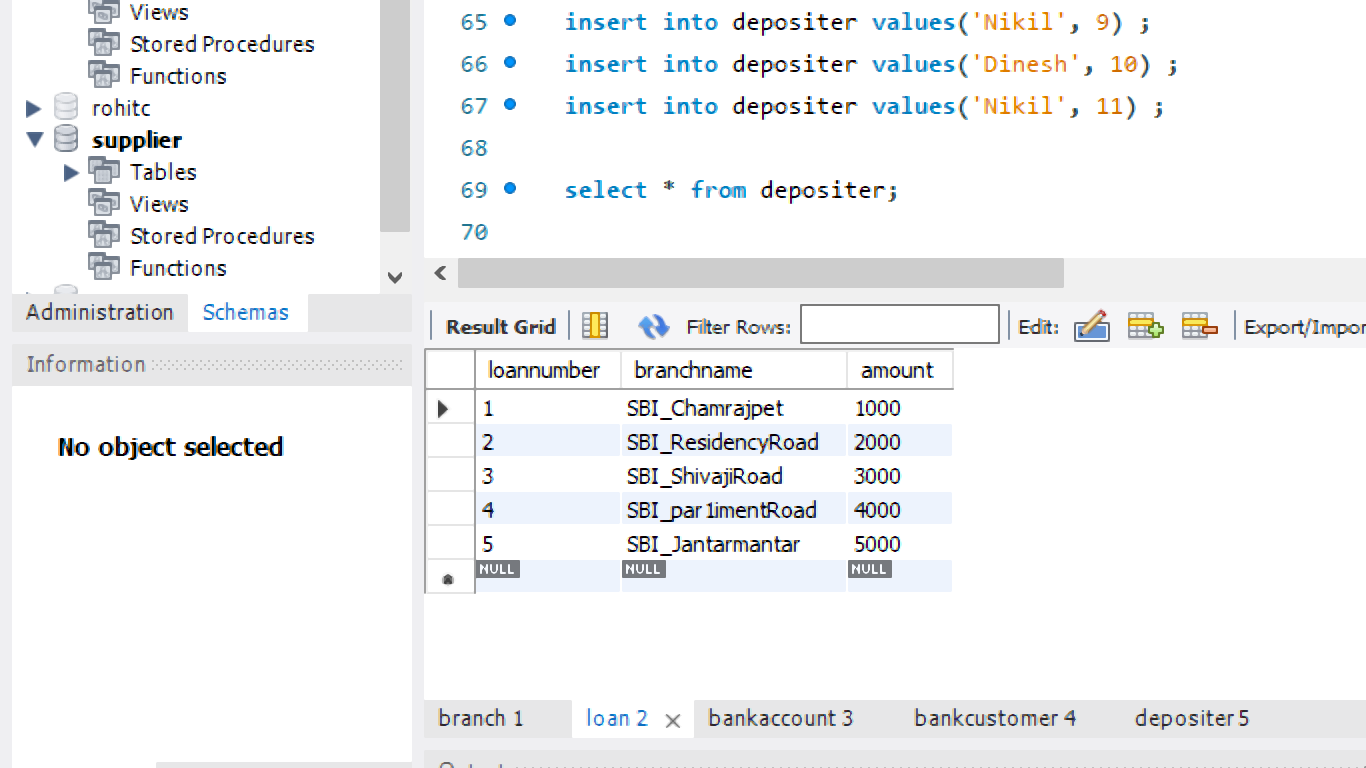 Views
Stored Procedures
Functions
rohitc
supplier
Tables
Views
Stored Procedures
Functions
Administration Schemas
Information
No object selected
65 insert into depositer values('Nikil', 9) ;
66 insert into depositer values('Dinesh', 10) ;
67 insert into depositer values('Nikil', 11) ;
68
69 select * from depositer;
70
Result Grid Filter Rows: Edit: Export/Impor
loannumber branchname amount
1 SBI_Chamrajpet 1000
2 SBI_ResidencyRoad 2000
3 SBI_ShivajiRoad 3000
4 SBI_par1imentRoad 4000
5 SBI_Jantarmantar 5000
NULL NULL NULL
branch 1 loan 2 bankaccount 3 bankcustomer 4 depositer 5